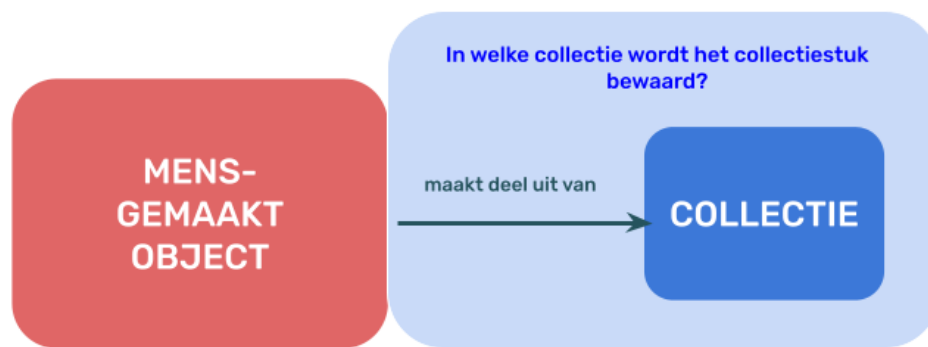 In welke collectie wordt het collectiestuk
bewaard?
MENS-
GEMAAKT
OBJECT
maakt deel uit van
COLLECTIE